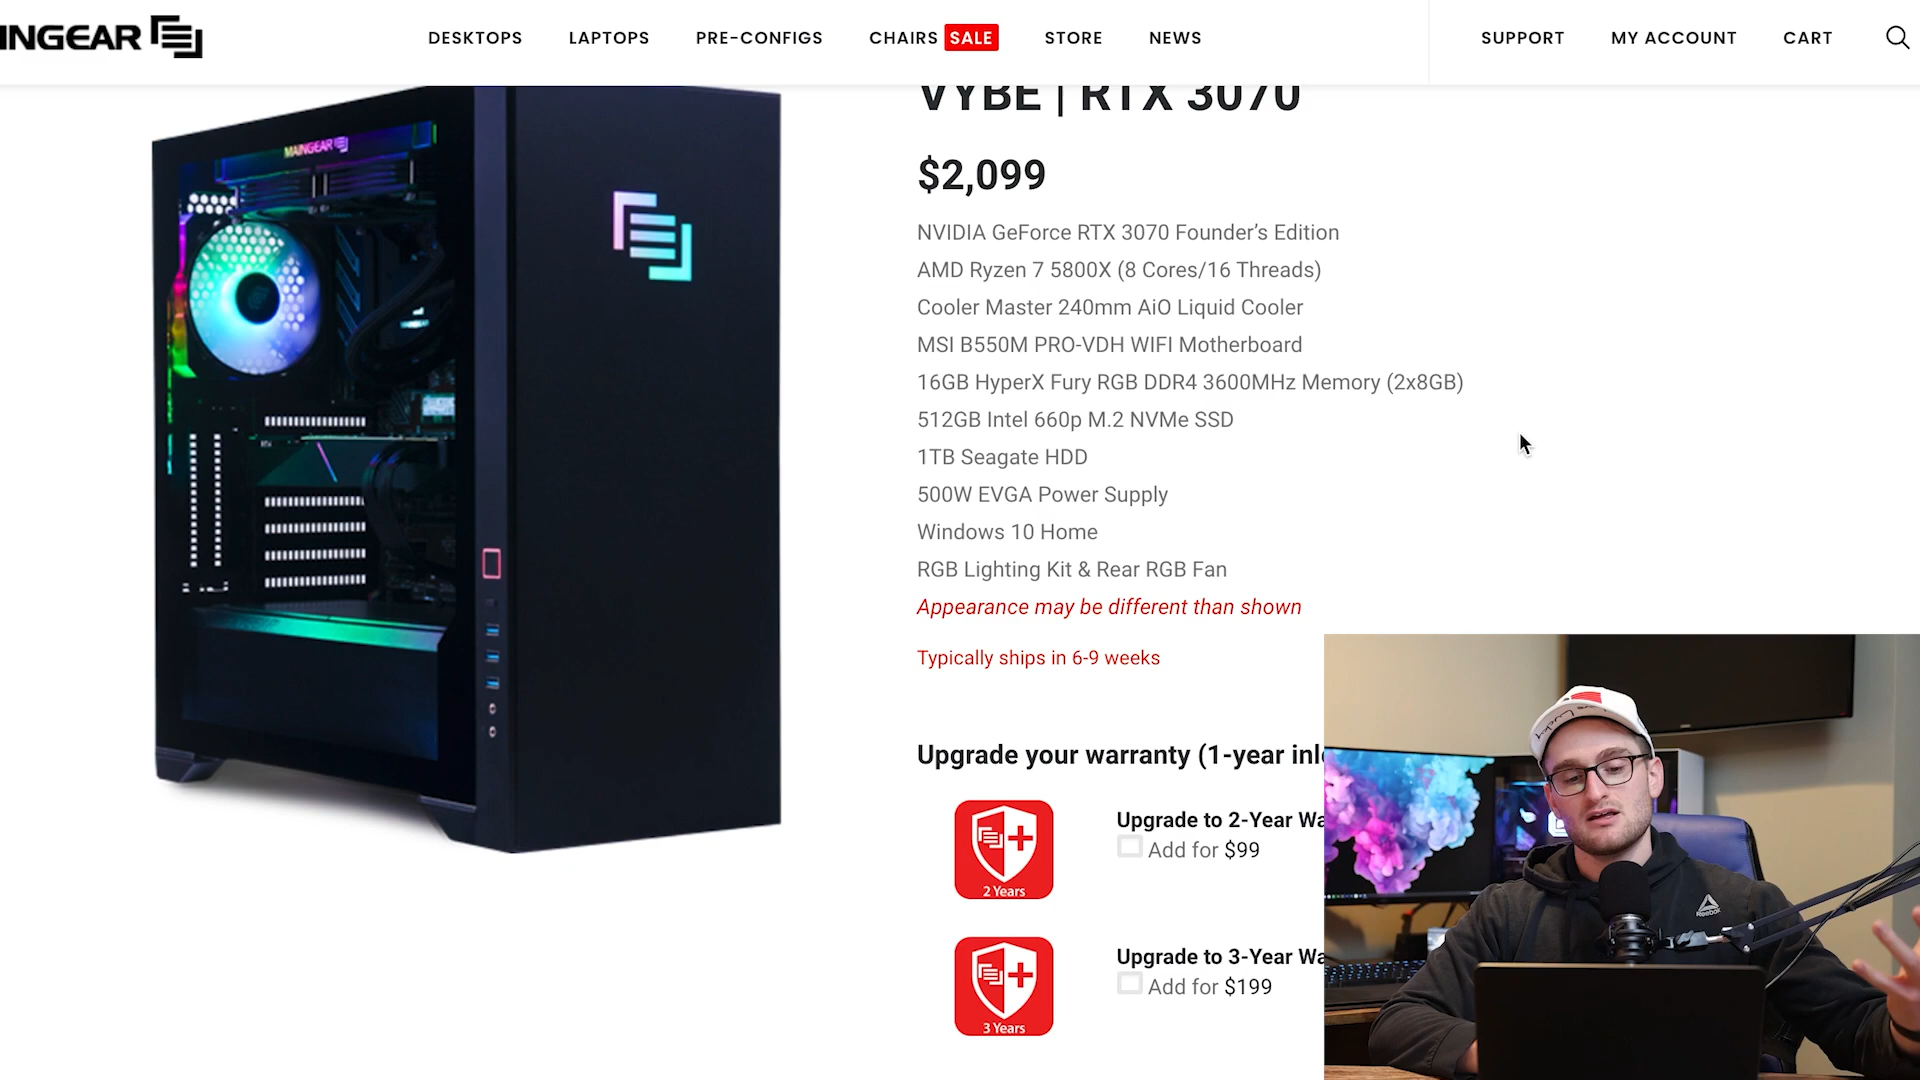 INGEAR
DESKTOPS LAPTOPS PRE-CONFIGS CHAIRS SALE STORE NEWS SUPPORT MY ACCOUNT CART
VYBE | RTX 3070
$2,099
NVIDIA GeForce RTX 3070 Founder’s Edition
AMD Ryzen 7 5800X (8 Cores/16 Threads)
Cooler Master 240mm AiO Liquid Cooler
MSI B550M PRO-VDH WIFI Motherboard
16GB HyperX Fury RGB DDR4 3600MHz Memory (2x8GB)
512GB Intel 660p M.2 NVMe SSD
1TB Seagate HDD
500W EVGA Power Supply
Windows 10 Home
RGB Lighting Kit & Rear RGB Fan
Appearance may be different than shown
Typically ships in 6-9 weeks
Upgrade your warranty (1-year in
2 Years
Upgrade to 2-Year Wa
Add for $99
3 Years
Upgrade to 3-Year Wa
Add for $199
MAINGEAR
Reebok